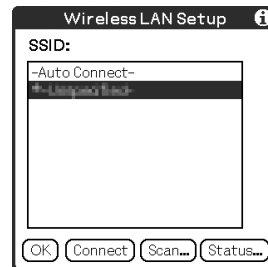 Wireless LAN Setup
SSID:
-Auto Connect-
OK Connect Scan... Status...